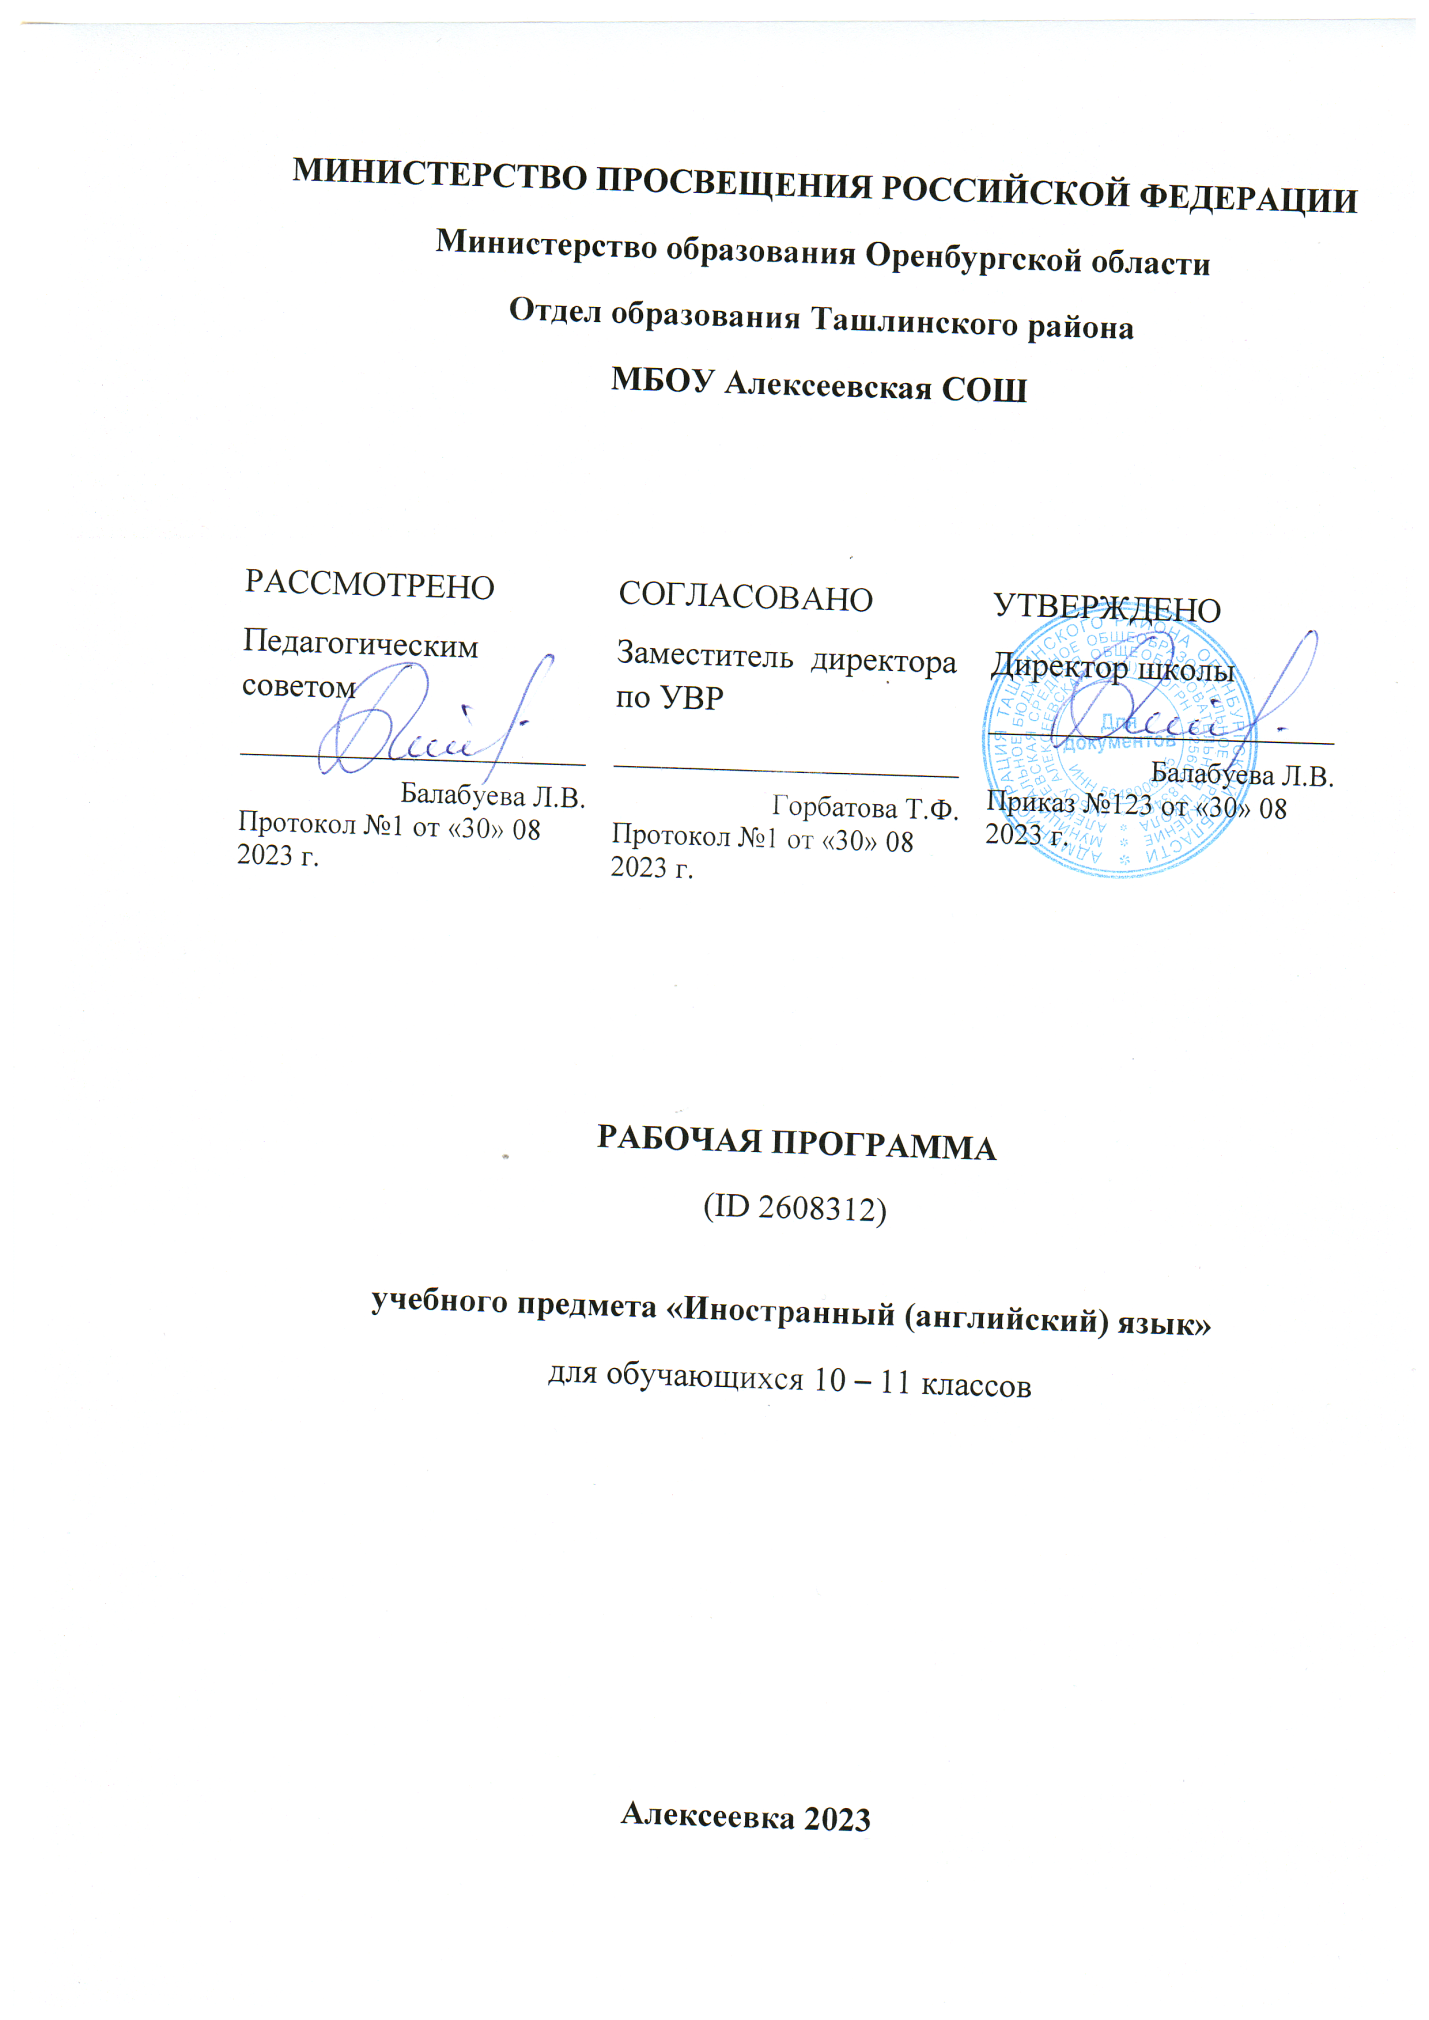 МИНИСТЕРСТВО ПРОСВЕЩЕНИЯ РОССИЙСКОЙ ФЕДЕРАЦИИ
Министерство образования Оренбургской области
Отдел образования Ташлинского района
МБОУ Алексеевская СОШ
РАССМОТРЕНО
Педагогическим
советом
Балабуева Л.В.
Протокол №1 от «30» 08
2023 г.
СОГЛАСОВАНО
Заместитель директора
по УВР
Горбатова Т.Ф.
Протокол №1 от «30» 08
2023 г.
УТВЕРЖДЕНО
Директор школы
Балабуева Л.В.
Приказ №123 от «30» 08
2023 г.
Для
документов
РАБОЧАЯ ПРОГРАММА
(ID 2608312)
учебного предмета «Иностранный (английский) язык»
для обучающихся 10 – 11 классов
Алексеевка 2023